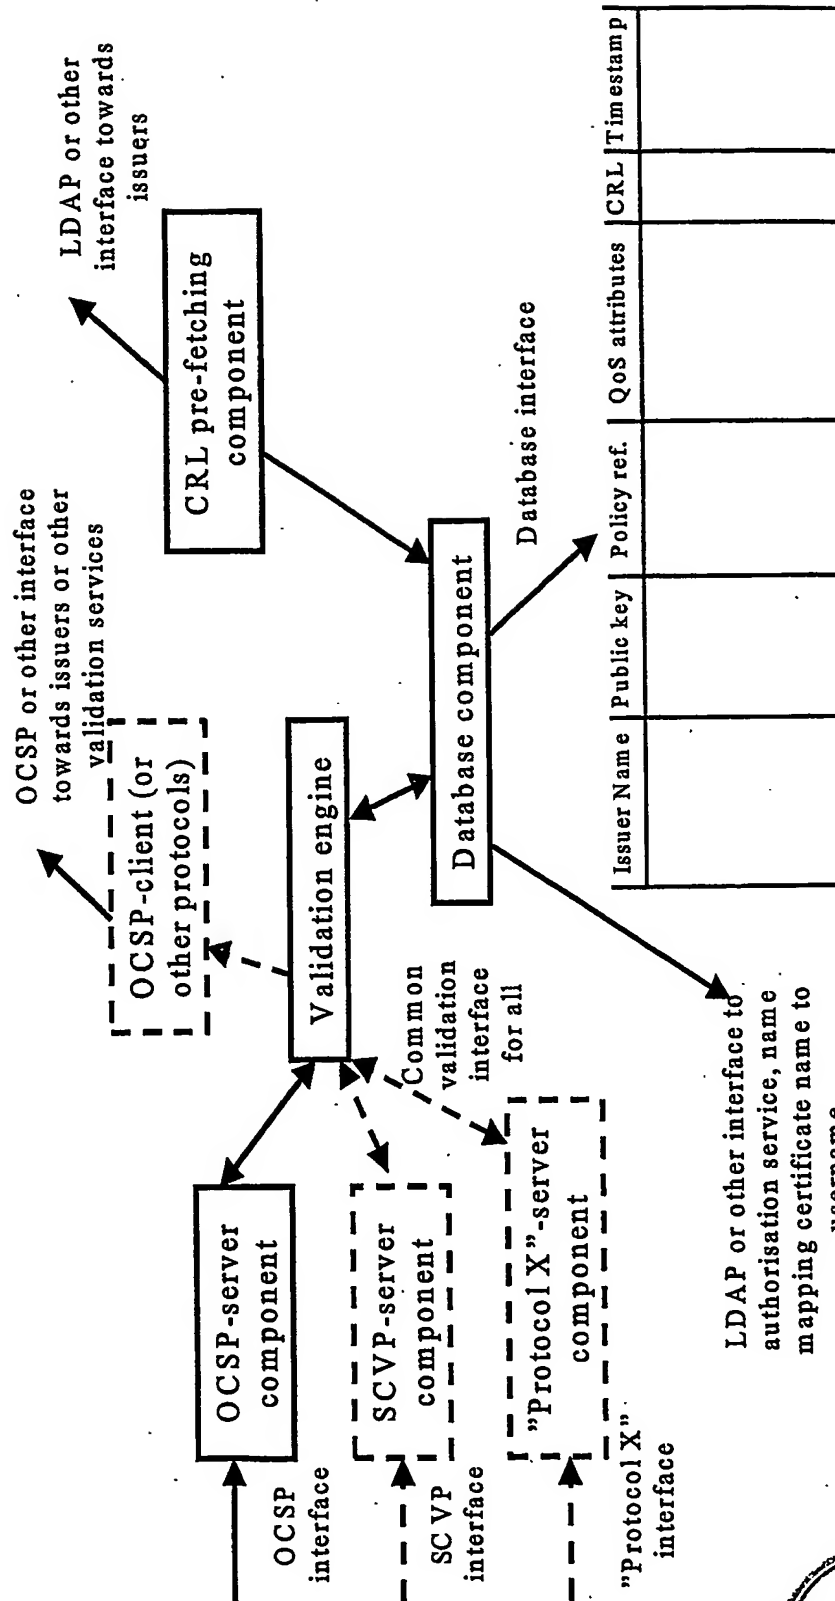 OCSP
interface
SCVP
interface
"Protocol X"
interface
OCSP-server
component
SCVP-server
component
"Protocol X"-server
component
OCSP or other interface
towards issuers or other
validation services
OCSP-client (or
other protocols)
Validation engine
Common
validation
interface
for all
LDAP or other
interface towards
issuers
CRL pre-fetching
component
Database component
Database interface
LDAP or other interface to
authorisation service, name
mapping certificate name to
username
Issuer Name Public key Policy ref. QoS attributes CRL Timestamp